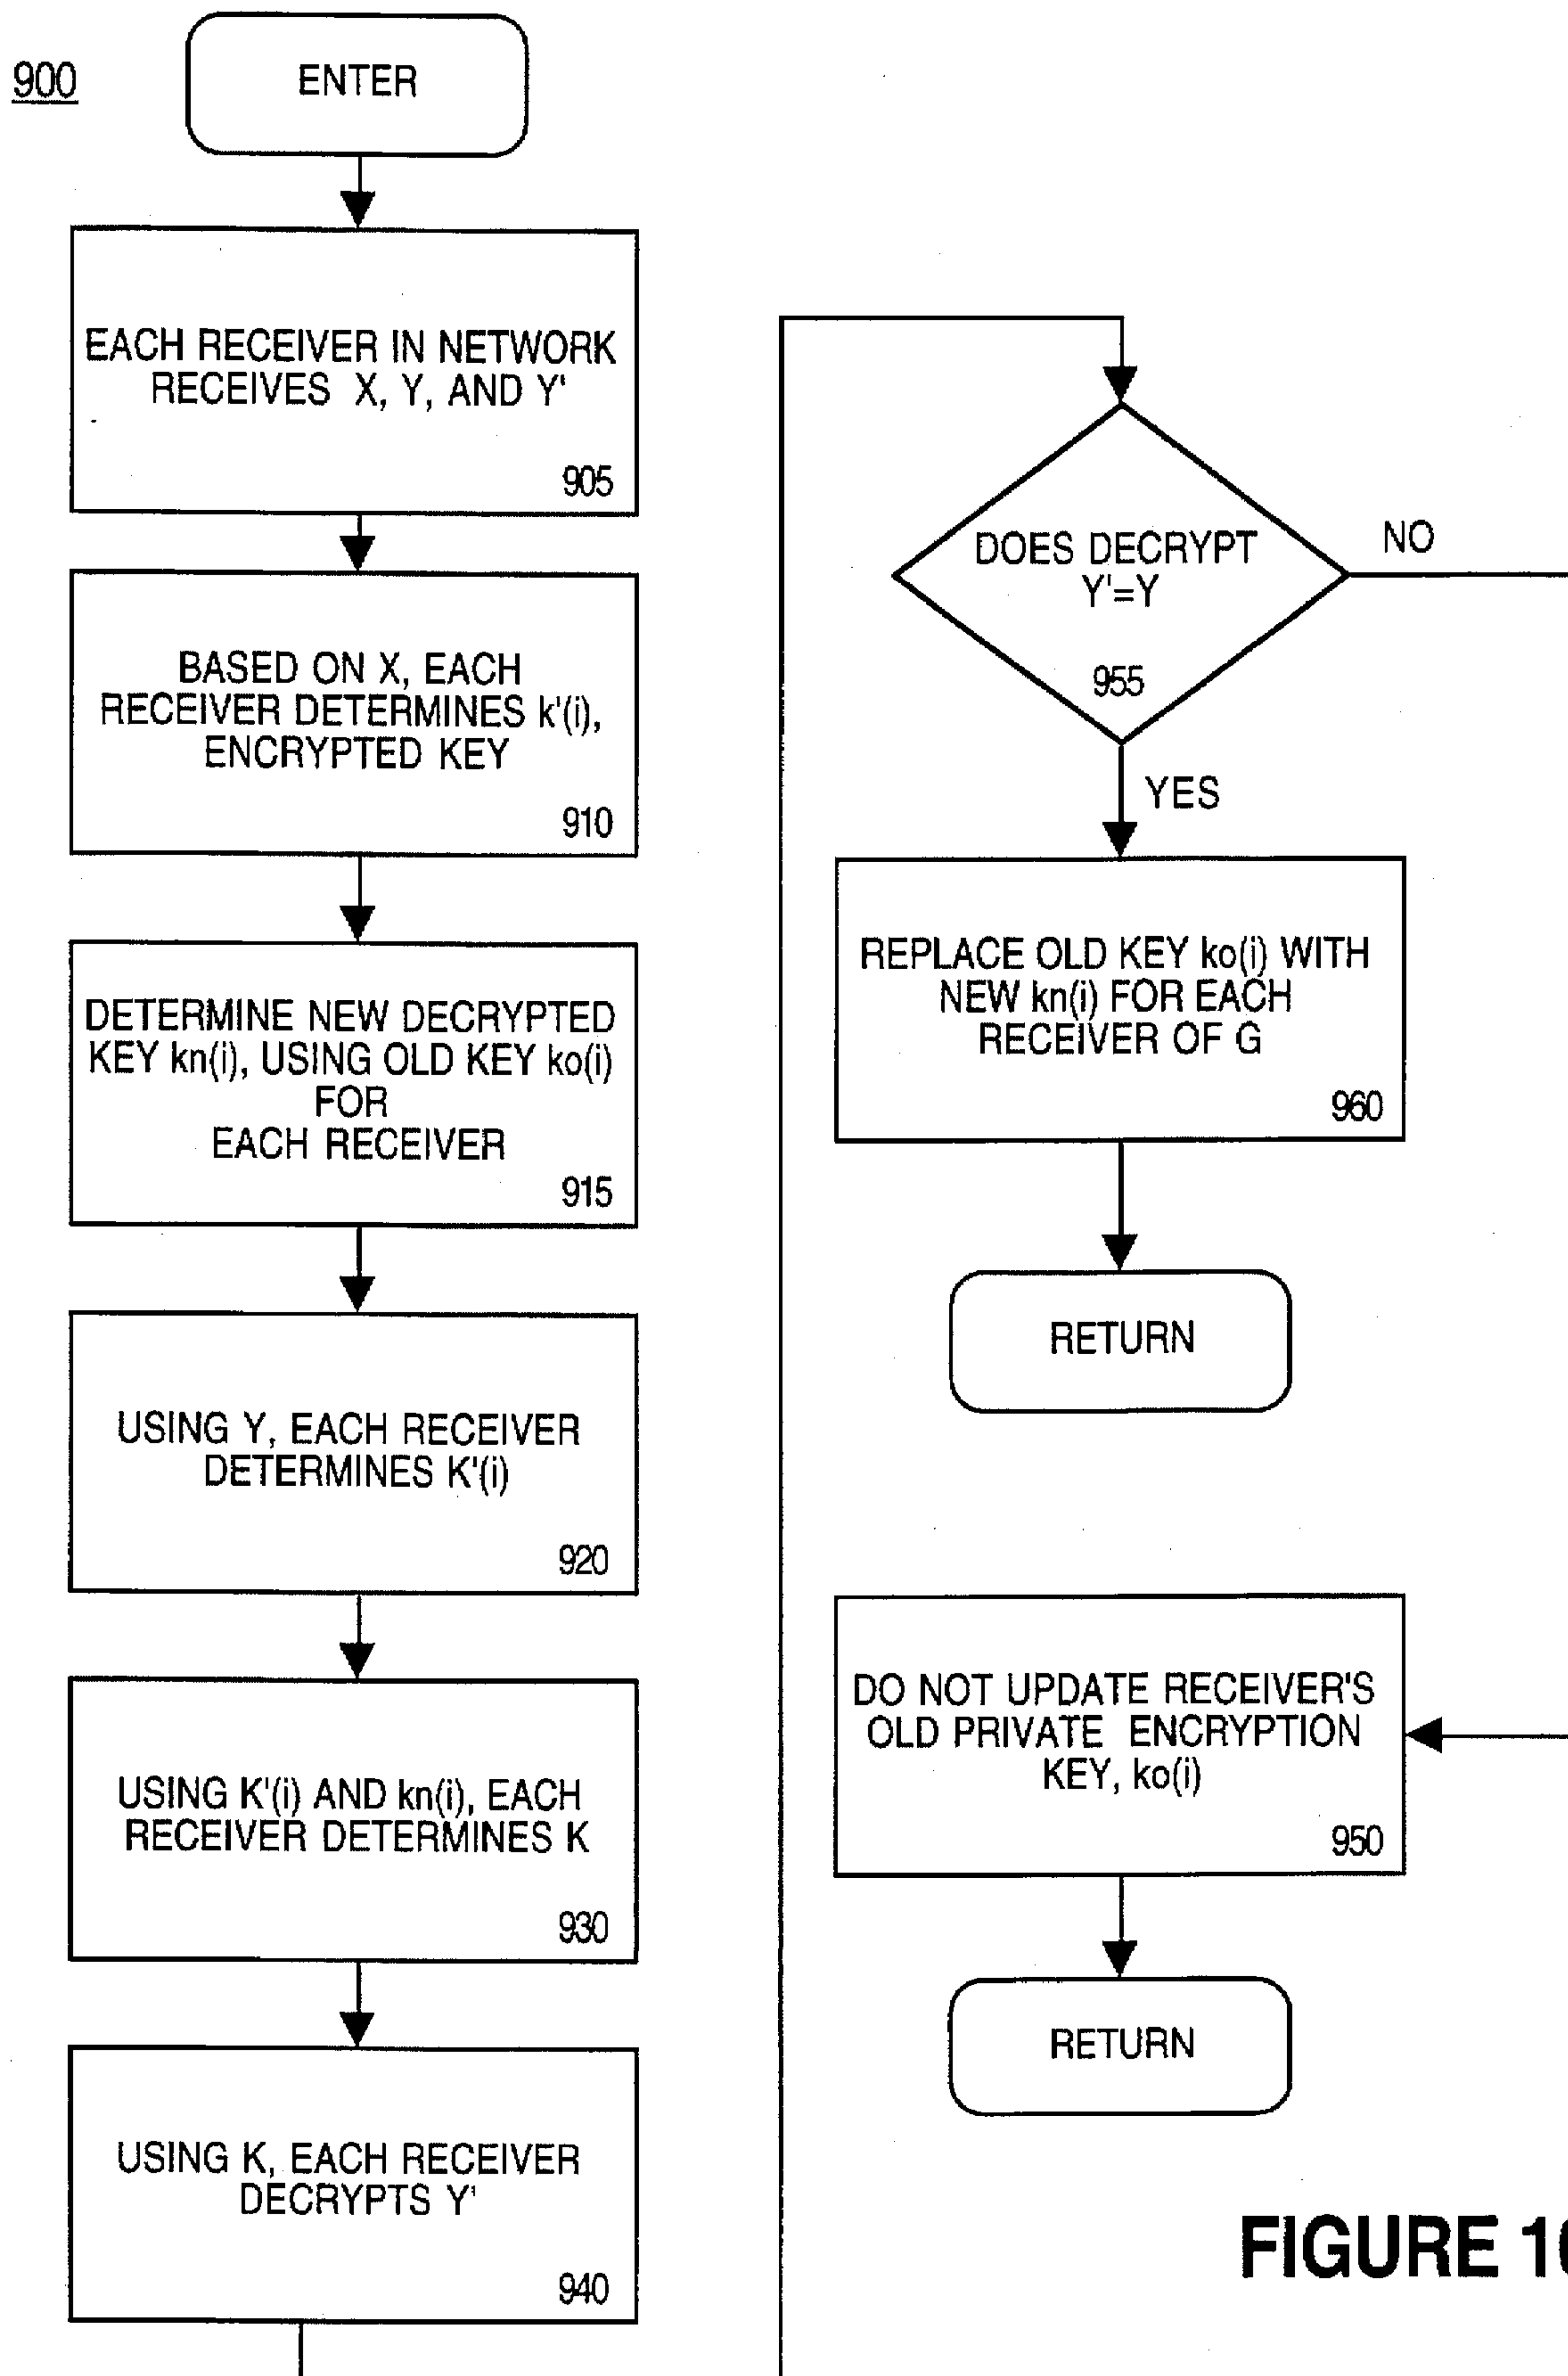 900
ENTER
EACH RECEIVER IN NETWORK
RECEIVES X, Y, AND Y'
905
BASED ON X, EACH
RECEIVER DETERMINES k'(i),
ENCRYPTED KEY
910
DETERMINE NEW DECRYPTED
KEY kn(i), USING OLD KEY ko(i)
FOR
EACH RECEIVER
915
USING Y, EACH RECEIVER
DETERMINES K'(i)
920
USING K'(i) AND kn(i), EACH
RECEIVER DETERMINES K
930
USING K, EACH RECEIVER
DECRYPTS Y'
940
DOES DECRYPT
Y'=Y
955
NO
YES
REPLACE OLD KEY ko(i) WITH
NEW kn(i) FOR EACH
RECEIVER OF G
960
RETURN
DO NOT UPDATE RECEIVER'S
OLD PRIVATE ENCRYPTION
KEY, ko(i)
950
RETURN
FIGURE